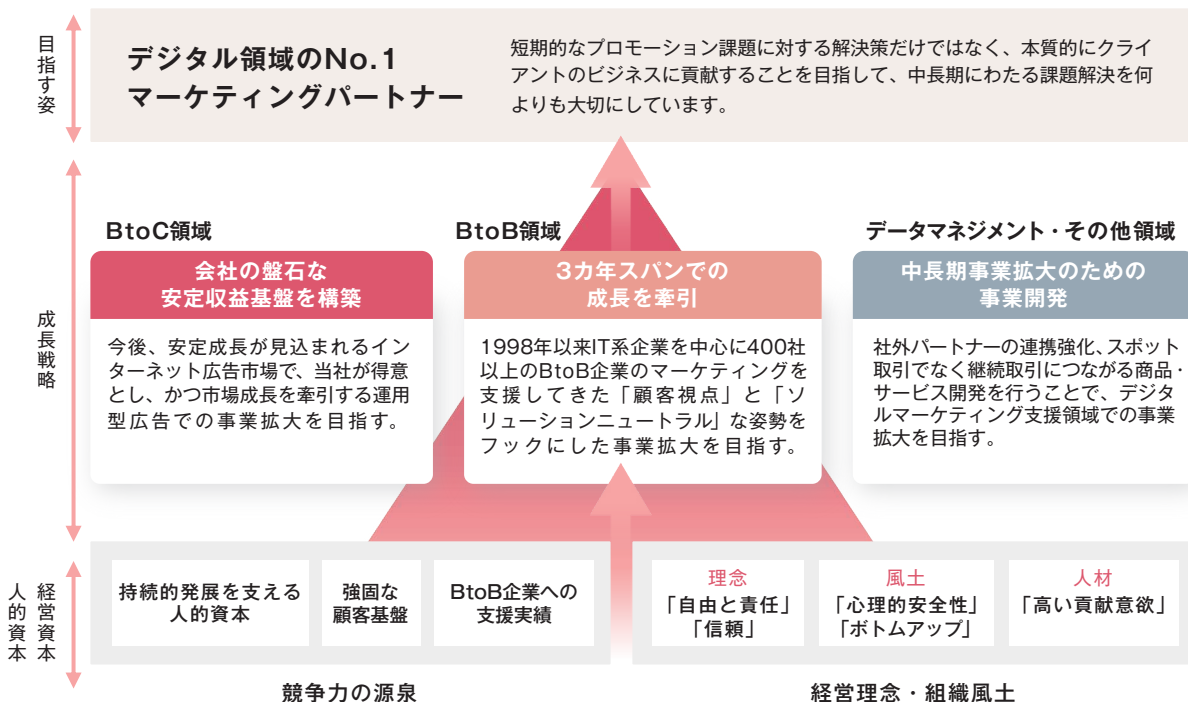 目指す姿
デジタル領域のNo.1
マーケティングパートナー
短期的なプロモーション課題に対する解決策だけではなく、本質的にクライ
アントのビジネスに貢献することを目指して、中長期にわたる課題解決を何
よりも大切にしています。
成長戦略
BtoC領域
会社の盤石な
安定収益基盤を構築
今後、安定成長が見込まれるイン
ターネット広告市場で、当社が得意
とし、かつ市場成長を牽引する運用
型広告での事業拡大を目指す。
BtoB領域
3カ年スパンでの
成長を牽引
1998年以来IT系企業を中心に400社
以上のBtoB企業のマーケティングを
支援してきた「顧客視点」と「ソ
リューションニュートラル」な姿勢を
フックにした事業拡大を目指す。
データマネジメント・その他領域
中長期事業拡大のための
事業開発
社外パートナーの連携強化、スポット
取引でなく継続取引につながる商品・
サービス開発を行うことで、デジタ
ルマーケティング支援領域での事業
拡大を目指す。
経営資本
人的資本
持続的発展を支える
人的資本
強固な
顧客基盤
BtoB企業への
支援実績
競争力の源泉
理念
「自由と責任」
「信頼」
風土
「心理的安全性」
「ボトムアップ」
人材
「高い貢献意欲」
経営理念・組織風土